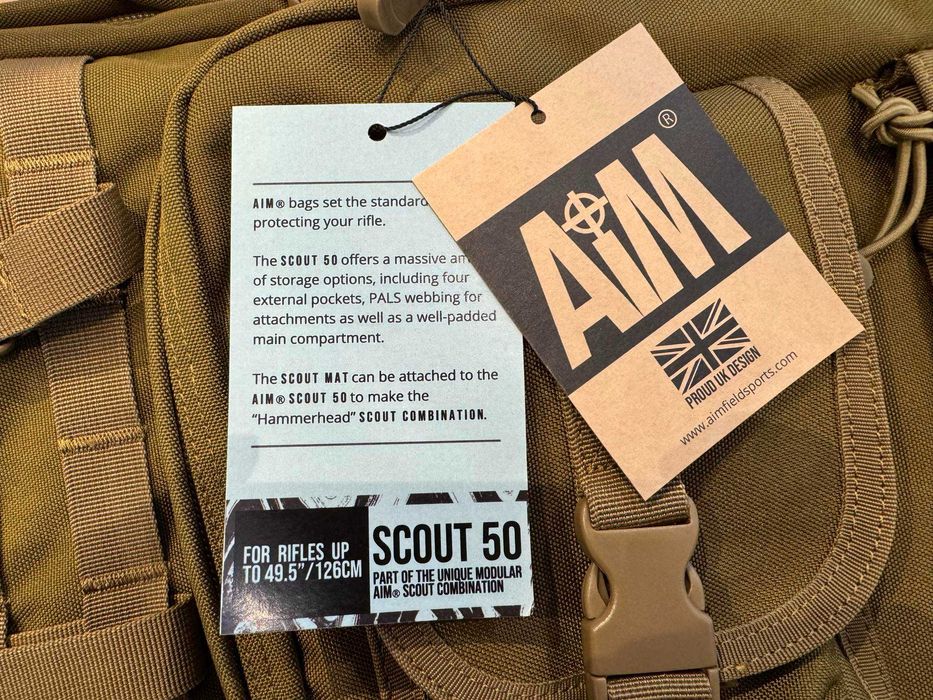 AIM® bags set the standard
protecting your rifle.
The SCOUT 50 offers a massive
of storage options, including four
external pockets, PALS webbing for
attachments as well as a well-padded
main compartment.
The SCOUT MAT can be attached to the
AIM® SCOUT 50 to make the
“Hammerhead” SCOUT COMBINATION.
FOR RIFLES UP
TO 49.5”/126CM
SCOUT 50
PART OF THE UNIQUE MODULAR
AIM® SCOUT COMBINATION
AiM®
PROUD UK DESIGN
www.aimfieldsports.com